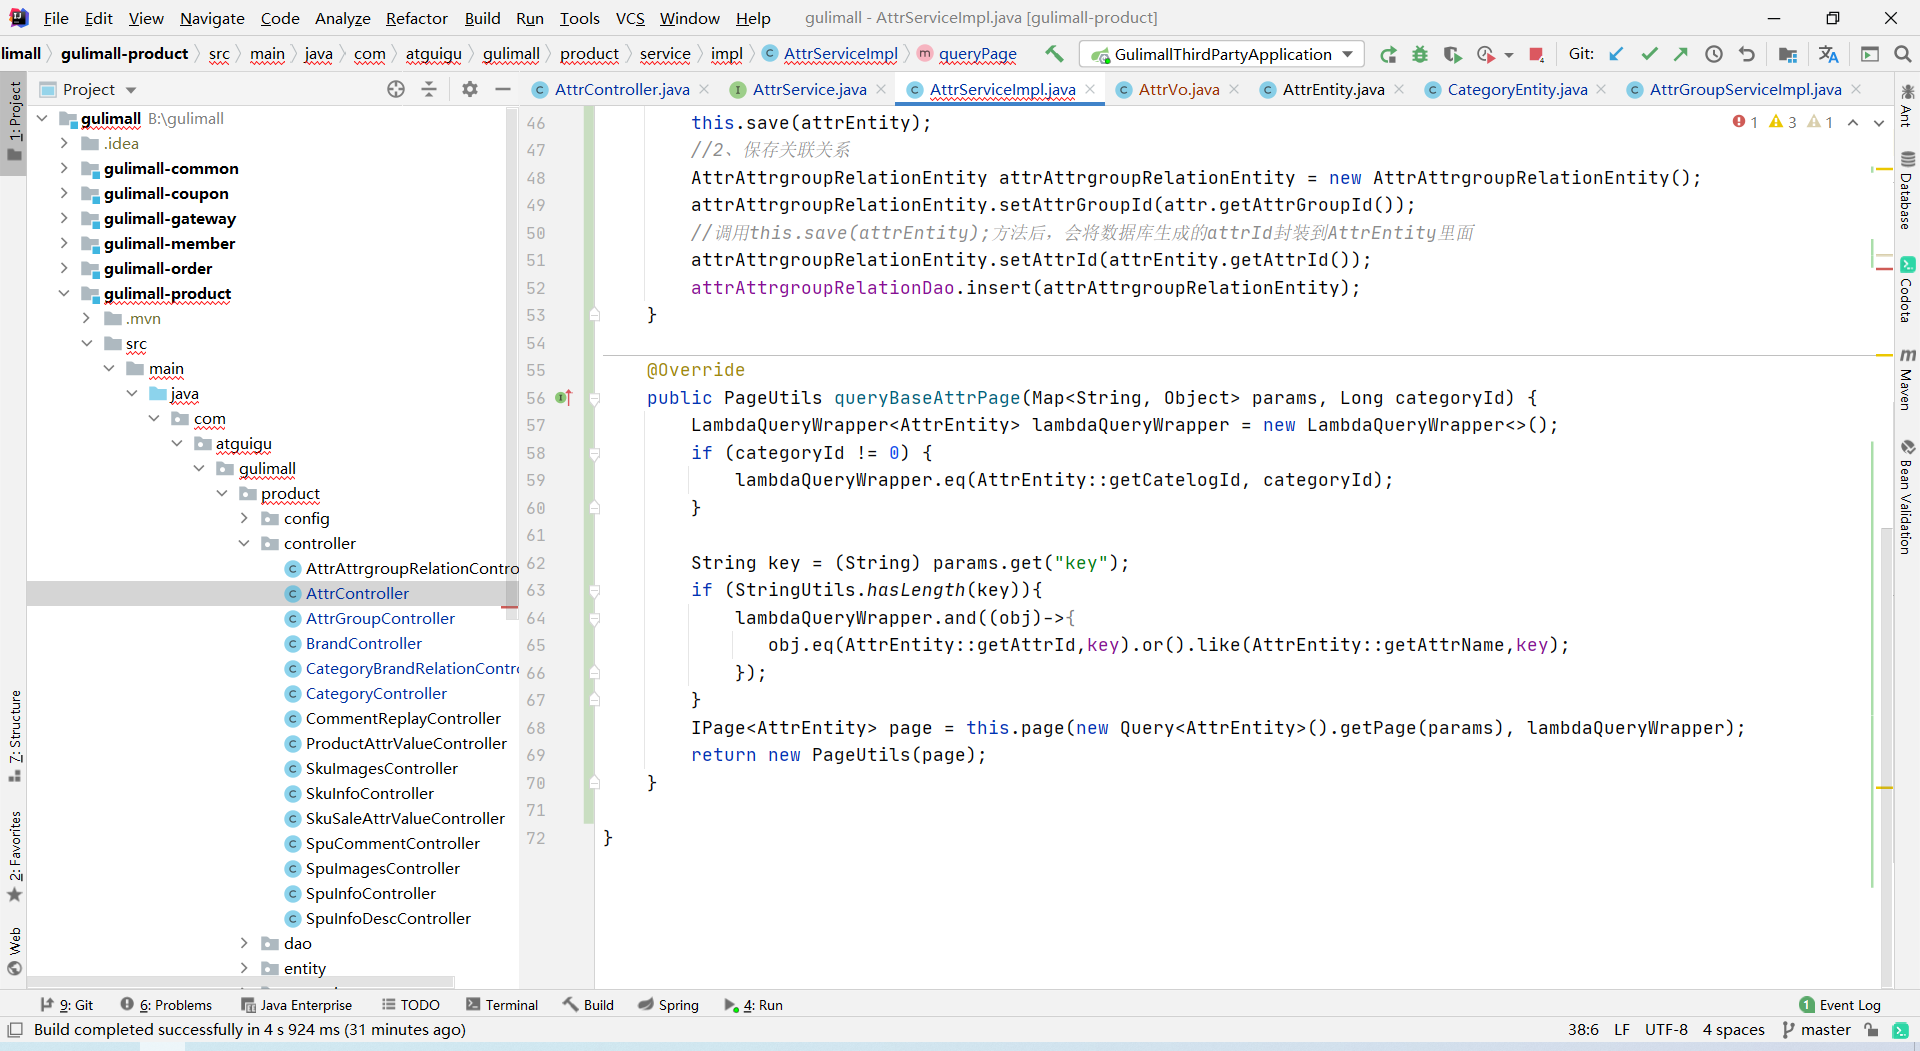 File Edit View Navigate Code Analyze Refactor Build Run Tools VCS Window Help gulimall - AttrServiceImpl.java [gulimall-product]
limall gulimall-product src main java com atguigu gulimall product service impl AttrServiceImpl queryPage GulimallThirdPartyApplication Git:
Project AttrController.java AttrService.java AttrServiceImpl.java AttrVo.java AttrEntity.java CategoryEntity.java AttrGroupServiceImpl.java
1: Project
7: Structure
2: Favorites
Web
gulimall B:\gulimall
.idea
gulimall-common
gulimall-coupon
gulimall-gateway
gulimall-member
gulimall-order
gulimall-product
.mvn
src
main
java
com
atguigu
gulimall
product
config
controller
AttrAttrgroupRelationContro
AttrController
AttrGroupController
BrandController
CategoryBrandRelationContro
CategoryController
CommentReplayController
ProductAttrValueController
SkuImagesController
SkuInfoController
SkuSaleAttrValueController
SpuCommentController
SpuImagesController
SpuInfoController
SpuInfoDescController
dao
entity
1 3 1
46 this.save(attrEntity);
47 //2、保存关联关系
48 AttrAttrgroupRelationEntity attrAttrgroupRelationEntity = new AttrAttrgroupRelationEntity();
49 attrAttrgroupRelationEntity.setAttrGroupId(attr.getAttrGroupId());
50 //调用this.save(attrEntity);方法后，会将数据库生成的attrId封装到AttrEntity里面
51 attrAttrgroupRelationEntity.setAttrId(attrEntity.getAttrId());
52 attrAttrgroupRelationDao.insert(attrAttrgroupRelationEntity);
53 }
54
55 @Override
56 public PageUtils queryBaseAttrPage(Map<String, Object> params, Long categoryId) {
57 LambdaQueryWrapper<AttrEntity> lambdaQueryWrapper = new LambdaQueryWrapper<>();
58 if (categoryId != 0) {
59 lambdaQueryWrapper.eq(AttrEntity::getCatelogId, categoryId);
60 }
61
62 String key = (String) params.get("key");
63 if (StringUtils.hasLength(key)){
64 lambdaQueryWrapper.and((obj)->{
65 obj.eq(AttrEntity::getAttrId,key).or().like(AttrEntity::getAttrName,key);
66 });
67 }
68 IPage<AttrEntity> page = this.page(new Query<AttrEntity>().getPage(params), lambdaQueryWrapper);
69 return new PageUtils(page);
70 }
71
72 }
Ant
Database
Codota
Maven
Bean Validation
9: Git 6: Problems Java Enterprise TODO Terminal Build Spring 4: Run 1 Event Log
Build completed successfully in 4 s 924 ms (31 minutes ago) 38:6 LF UTF-8 4 spaces master